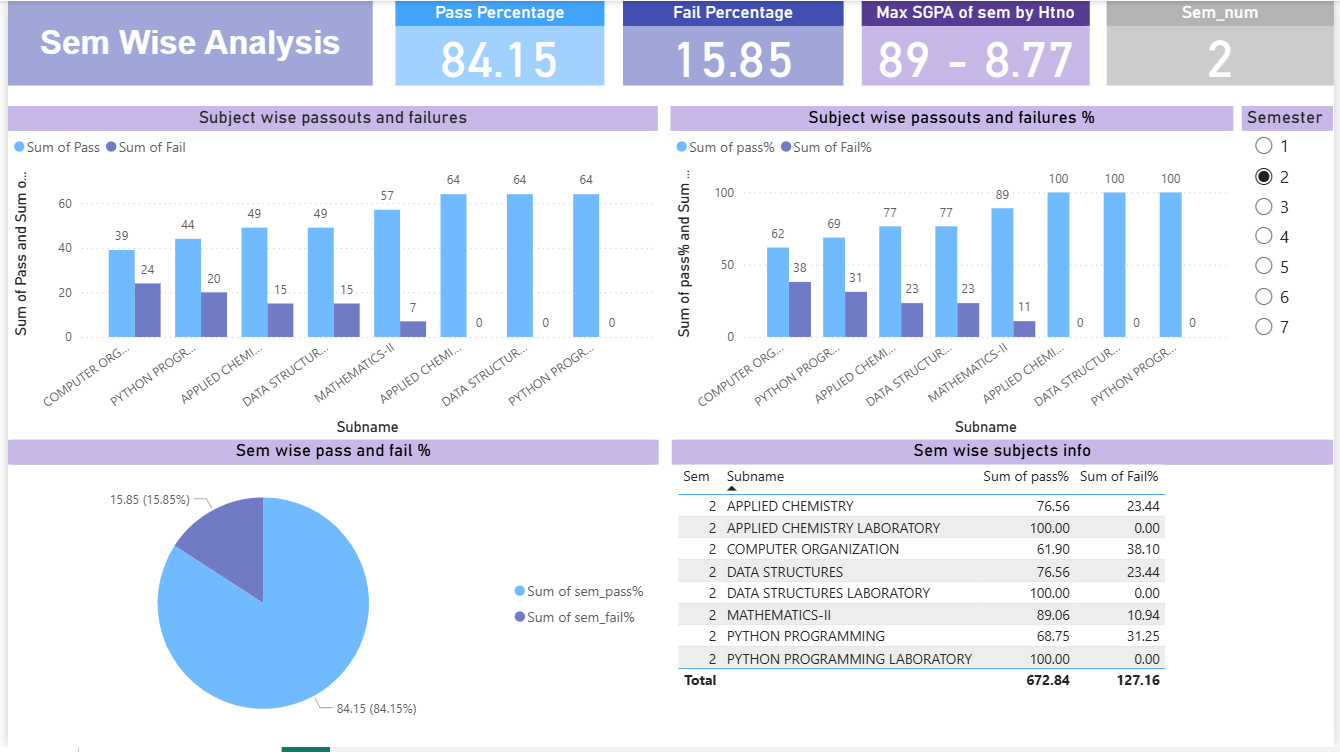 Sem Wise Analysis
Pass Percentage
84.15
Fail Percentage
15.85
Max SGPA of sem by Htno
89 - 8.77
Sem_num
2
Subject wise passouts and failures
Sum of Pass Sum of Fail
Sum of Pass and Sum o...
60
40
20
0
39
24
44
20
49
15
49
15
57
7
64
0
64
0
64
0
COMPUTER ORG...
PYTHON PROGR...
APPLIED CHEMI...
DATA STRUCTUR...
MATHEMATICS-II
APPLIED CHEMI...
DATA STRUCTUR...
PYTHON PROGR...
Subname
Subject wise passouts and failures %
Sum of pass% Sum of Fail%
Sum of pass% and Sum ...
100
50
0
62
38
69
31
77
23
77
23
89
11
100
0
100
0
100
0
COMPUTER ORG...
PYTHON PROGR...
APPLIED CHEMI...
DATA STRUCTUR...
MATHEMATICS-II
APPLIED CHEMI...
DATA STRUCTUR...
PYTHON PROGR...
Subname
Semester
1
2
3
4
5
6
7
Sem wise pass and fail %
15.85 (15.85%)
84.15 (84.15%)
Sum of sem_pass%
Sum of sem_fail%
Sem wise subjects info
Sem Subname Sum of pass% Sum of Fail%
2 APPLIED CHEMISTRY 76.56 23.44
2 APPLIED CHEMISTRY LABORATORY 100.00 0.00
2 COMPUTER ORGANIZATION 61.90 38.10
2 DATA STRUCTURES 76.56 23.44
2 DATA STRUCTURES LABORATORY 100.00 0.00
2 MATHEMATICS-II 89.06 10.94
2 PYTHON PROGRAMMING 68.75 31.25
2 PYTHON PROGRAMMING LABORATORY 100.00 0.00
Total 672.84 127.16